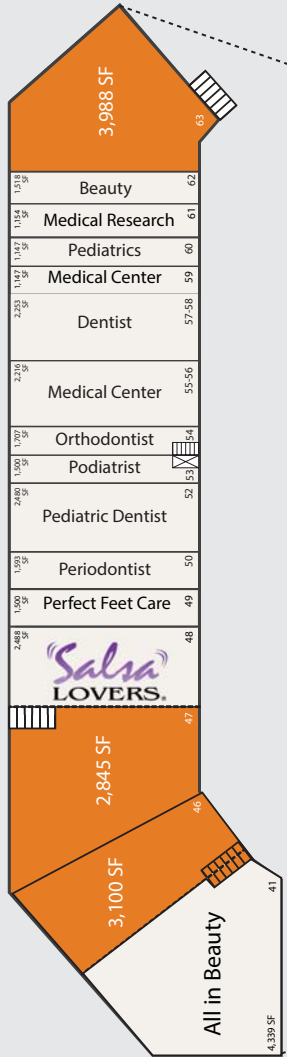 3,988 SF
63
1,518 SF
Beauty
62
1,154 SF
Medical Research
61
1,147 SF
Pediatrics
60
1,147 SF
Medical Center
59
2,253 SF
Dentist
57-58
2,216 SF
Medical Center
55-56
1,707 SF
Orthodontist
54
1,500 SF
Podiatrist
53
2,480 SF
Pediatric Dentist
52
1,593 SF
Periodontist
50
1,500 SF
Perfect Feet Care
49
2,488 SF
Salsa
LOVERS®
48
2,845 SF
47
3,100 SF
46
All in Beauty
41
4,339 SF